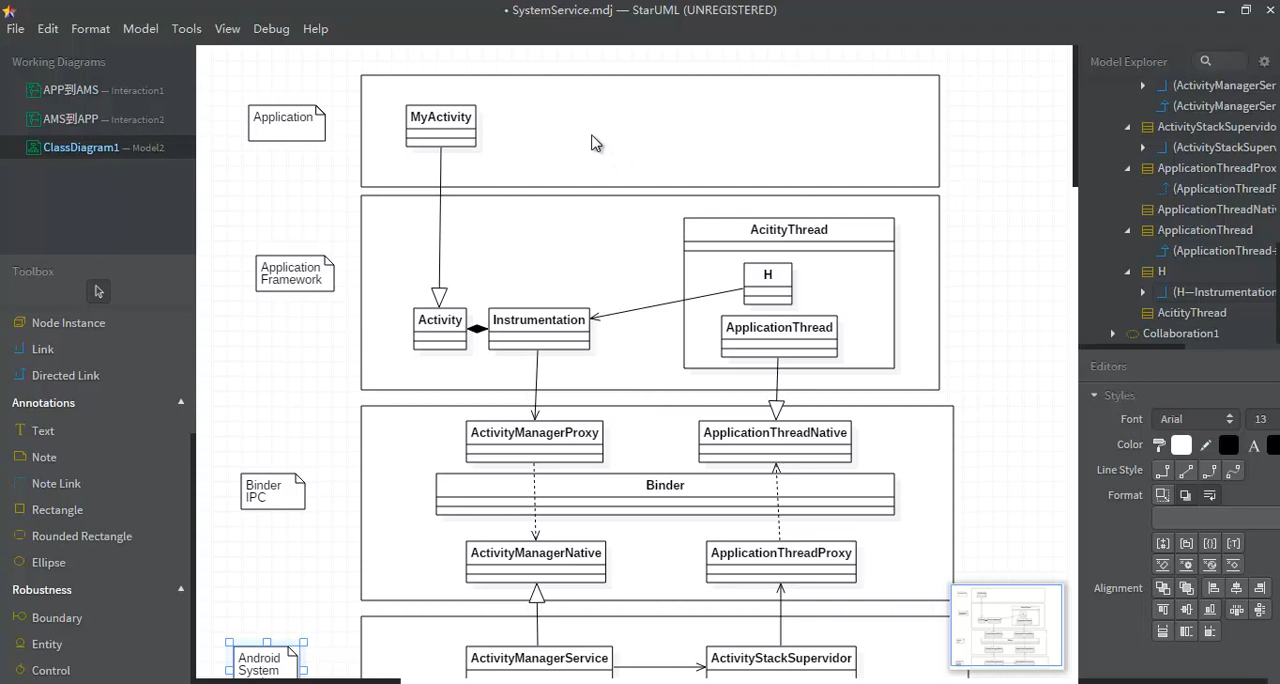 • SystemService.mdj — StarUML (UNREGISTERED)
File Edit Format Model Tools View Debug Help
Working Diagrams
APP到AMS — Interaction1
AMS到APP — Interaction2
ClassDiagram1 — Model2
Toolbox
Node Instance
Link
Directed Link
Annotations
Text
Note
Note Link
Rectangle
Rounded Rectangle
Ellipse
Robustness
Boundary
Entity
Control
Application
MyActivity
Application
Framework
AcitityThread
H
Activity
Instrumentation
ApplicationThread
Binder
IPC
ActivityManagerProxy
ApplicationThreadNative
Binder
ActivityManagerNative
ApplicationThreadProxy
Android
System
ActivityManagerService
ActivityStackSupervidor
Model Explorer
(ActivityManagerSer
(ActivityManagerSer
ActivityStackSupervido
(ActivityStackSuperv
ApplicationThreadProx
(ApplicationThreadF
ApplicationThreadNati
ApplicationThread
(ApplicationThread-
H
(H—Instrumentation
AcitityThread
Collaboration1
Editors
Styles
Font Arial 13
Color A
Line Style
Format
Alignment